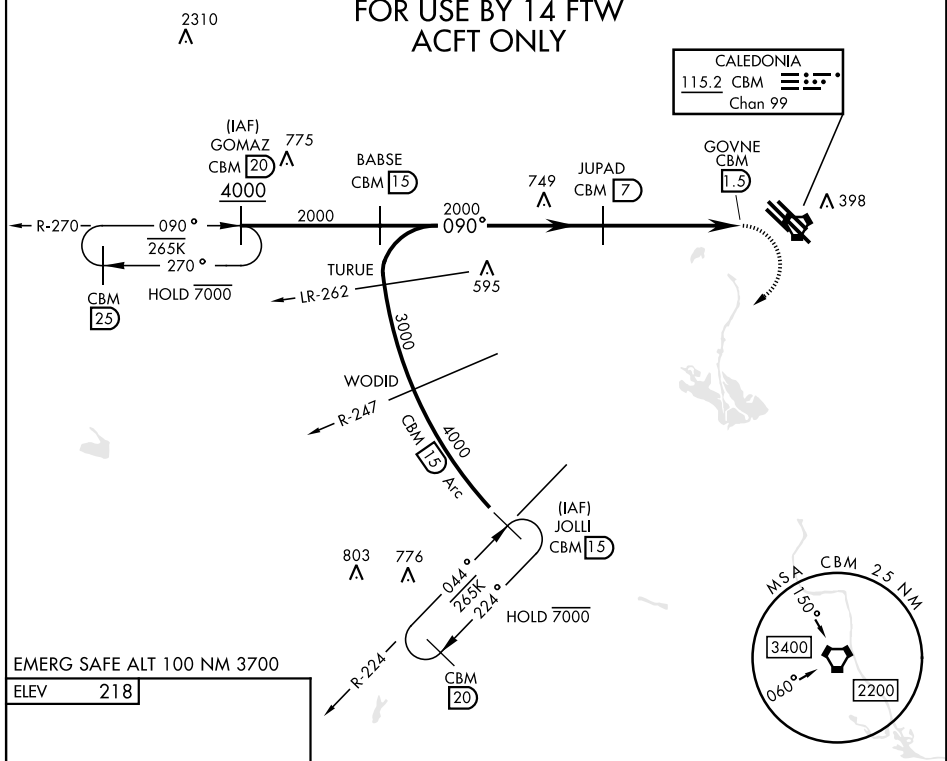 FOR USE BY 14 FTW
ACFT ONLY
2310
CALEDONIA
115.2 CBM
Chan 99
(IAF)
GOMAZ
CBM 20
4000
775
BABSE
CBM 15
749
JUPAD
CBM 7
GOVNE
CBM
1.5
398
R-270
090°
265K
270°
2000
2000
090°
HOLD 7000
CBM
25
TURUE
LR-262
595
3000
WODID
R-247
4000
CBM 15 Arc
(IAF)
JOLLI
CBM 15
803
776
044°
265K
224°
HOLD 7000
R-224
CBM
20
MSA CBM 25 NM
150°
3400
060°
2200
EMERG SAFE ALT 100 NM 3700
ELEV 218